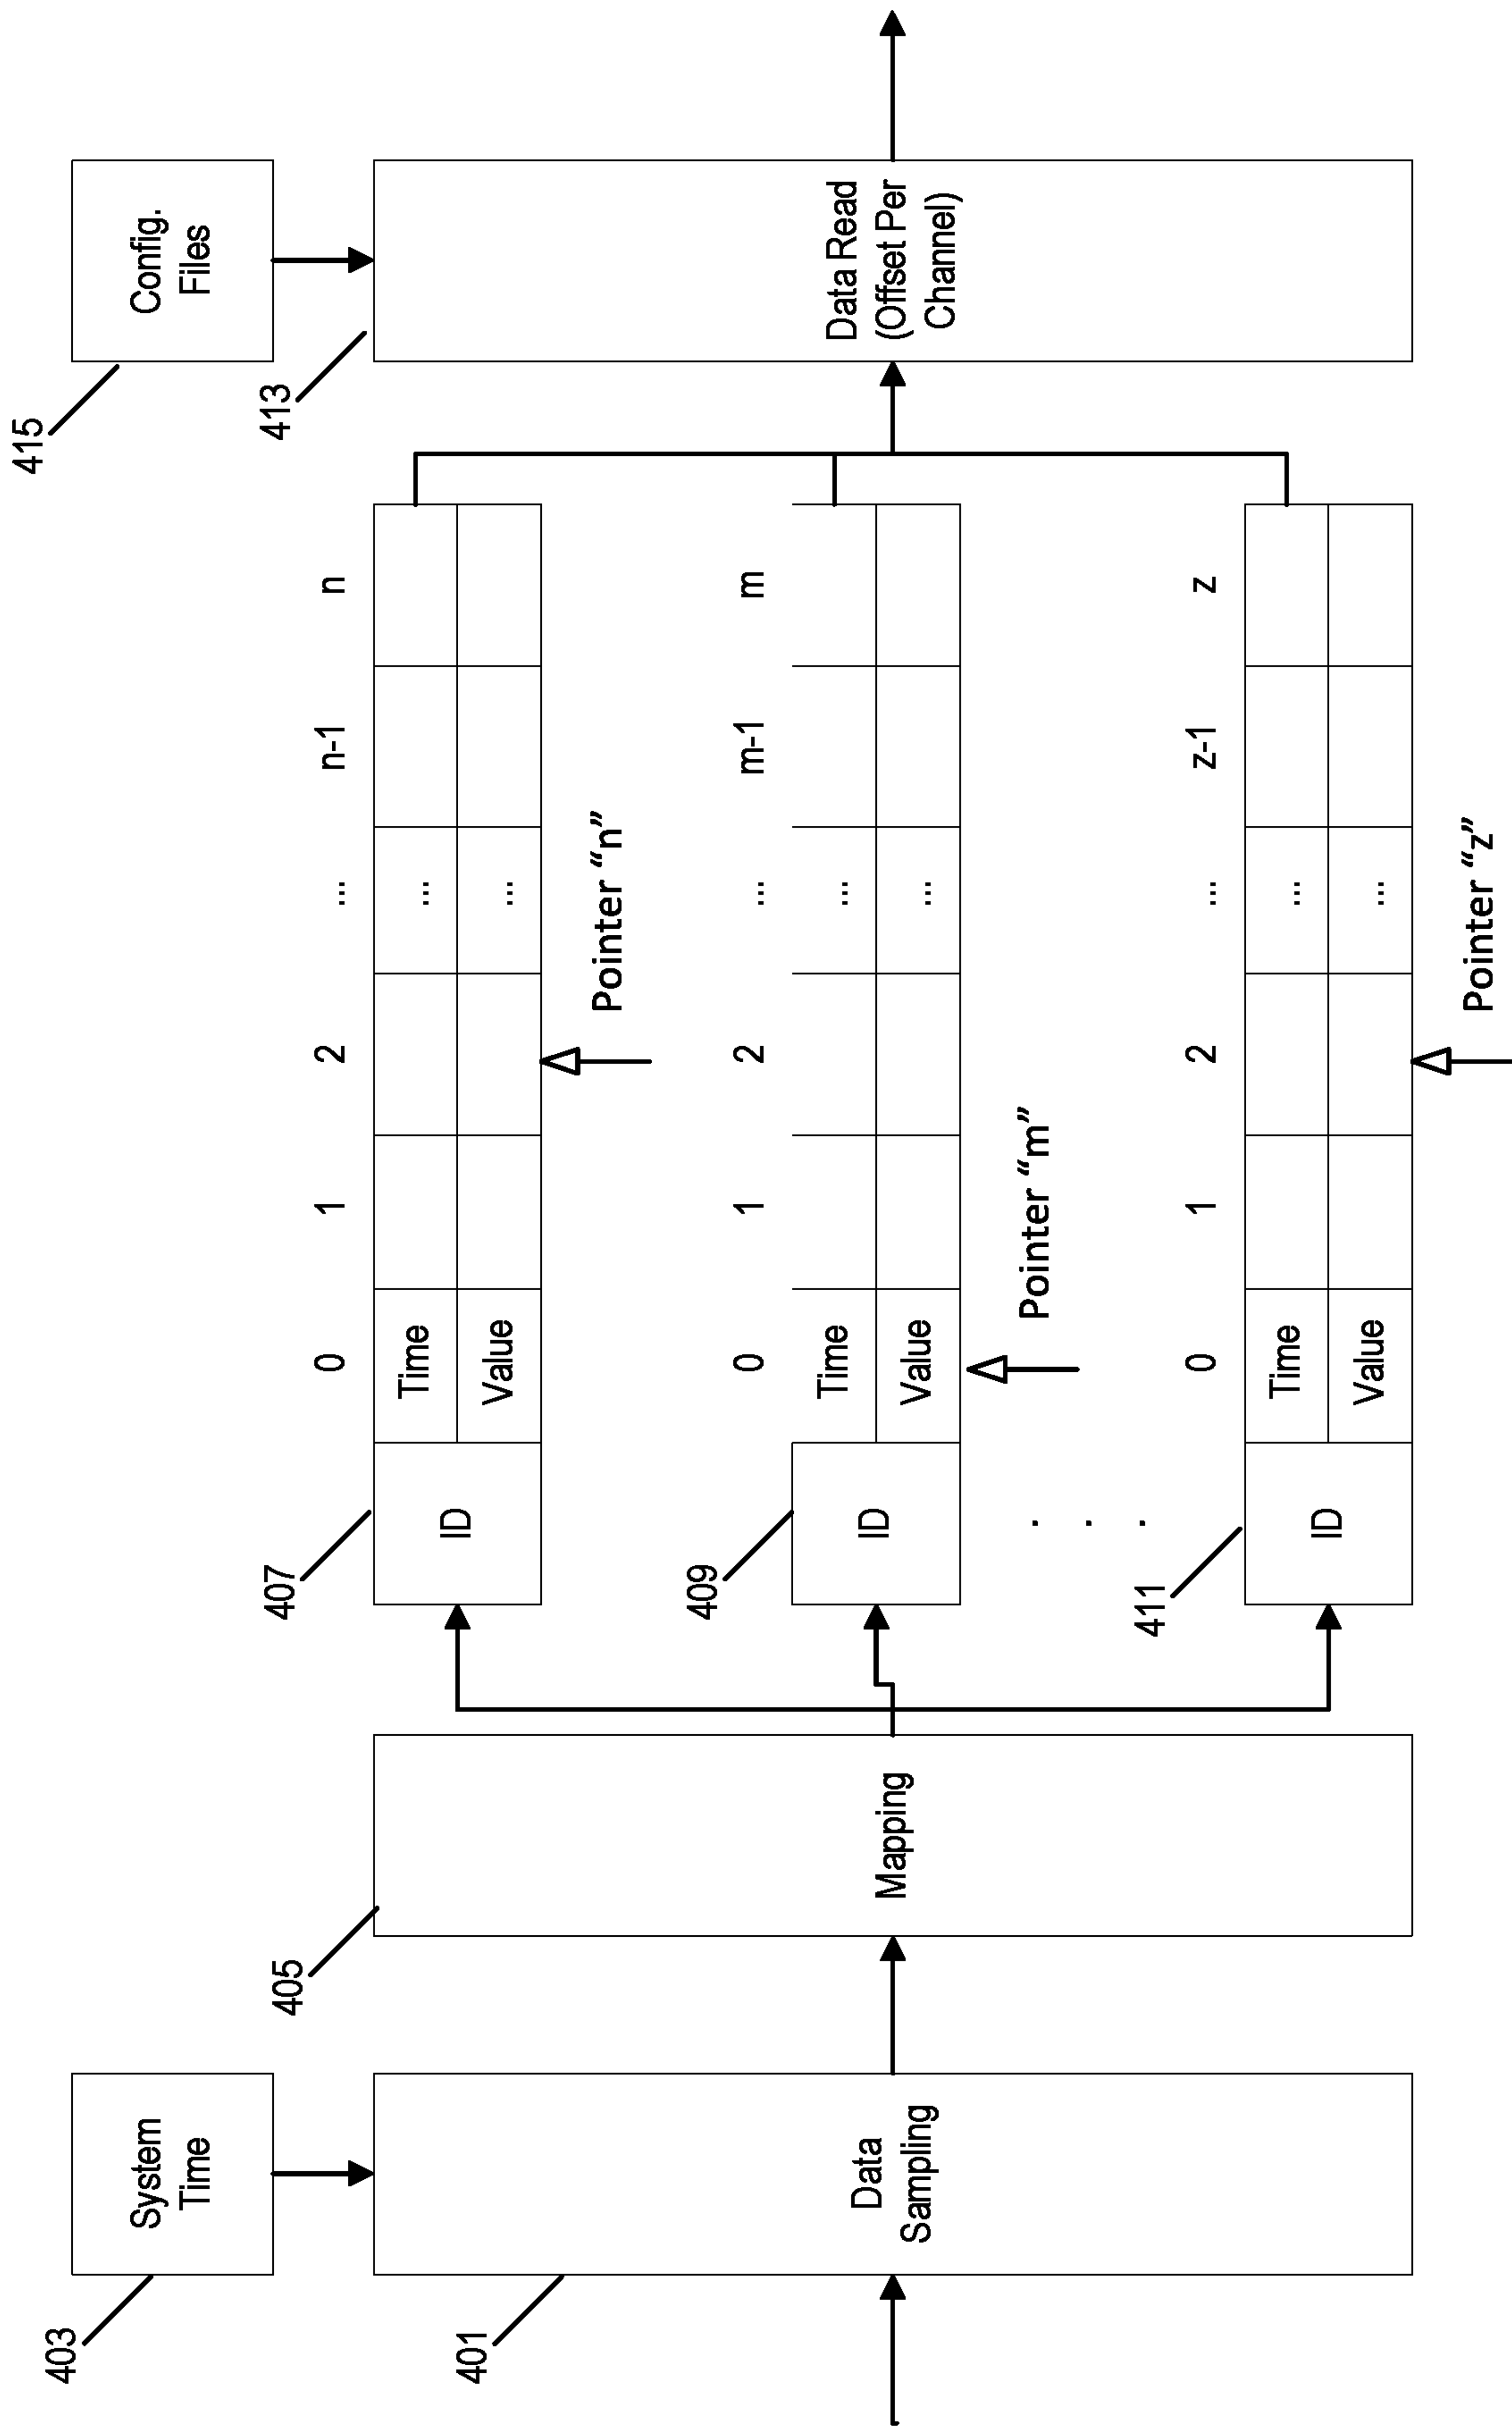 403
System
Time
401
Data
Sampling
405
Mapping
407
ID
0
1
2
...
n-1
n
Time
...
Value
...
Pointer “n”
409
ID
0
1
2
...
m-1
m
Time
...
Value
...
Pointer “m”
.
.
.
411
ID
0
1
2
...
z-1
z
Time
...
Value
...
Pointer “z”
415
Config.
Files
413
Data Read
(Offset Per
Channel)